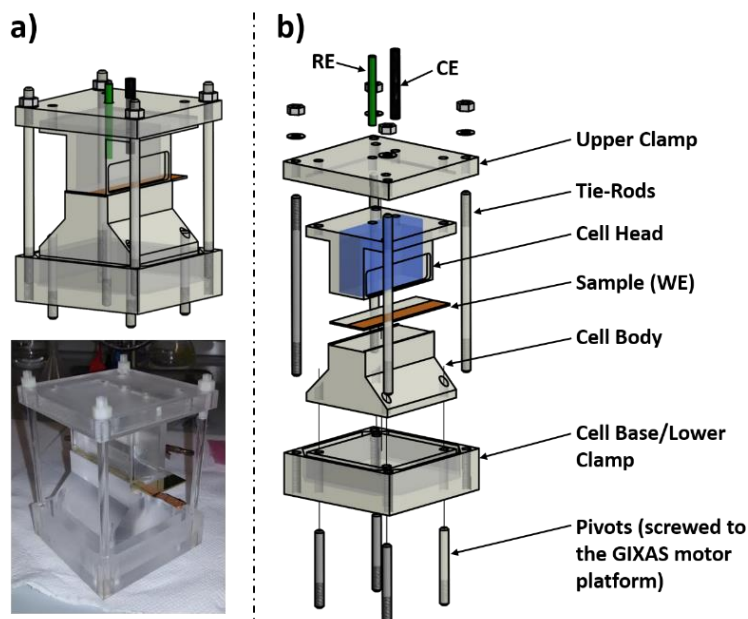 a)
b)
RE
CE
Upper Clamp
Tie-Rods
Cell Head
Sample (WE)
Cell Body
Cell Base/Lower
Clamp
Pivots (screwed to
the GIXAS motor
platform)